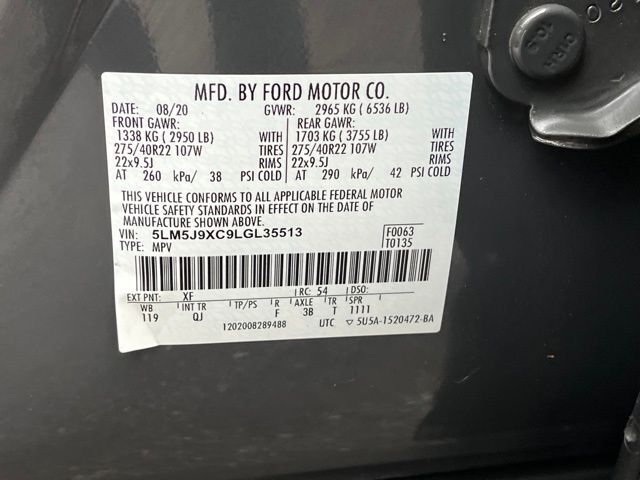 MFD. BY FORD MOTOR CO.
DATE: 08/20 GVWR: 2965 KG ( 6536 LB)
FRONT GAWR: REAR GAWR:
1338 KG ( 2950 LB) WITH 1703 KG ( 3755 LB) WITH
275/40R22 107W TIRES 275/40R22 107W TIRES
22x9.5J RIMS 22x9.5J RIMS
AT 260 kPa/ 38 PSI COLD AT 290 kPa/ 42 PSI COLD
THIS VEHICLE CONFORMS TO ALL APPLICABLE FEDERAL MOTOR
VEHICLE SAFETY STANDARDS IN EFFECT ON THE DATE OF
MANUFACTURE SHOWN ABOVE.
VIN: 5LM5J9XC9LGL35513 F0063
TYPE: MPV T0135
EXT PNT: XF RC: 54 DSO:
WB INT TR TP/PS R AXLE TR SPR
119 QJ F 3B T 1111
1202008289488 UTC 5U5A-1520472-BA